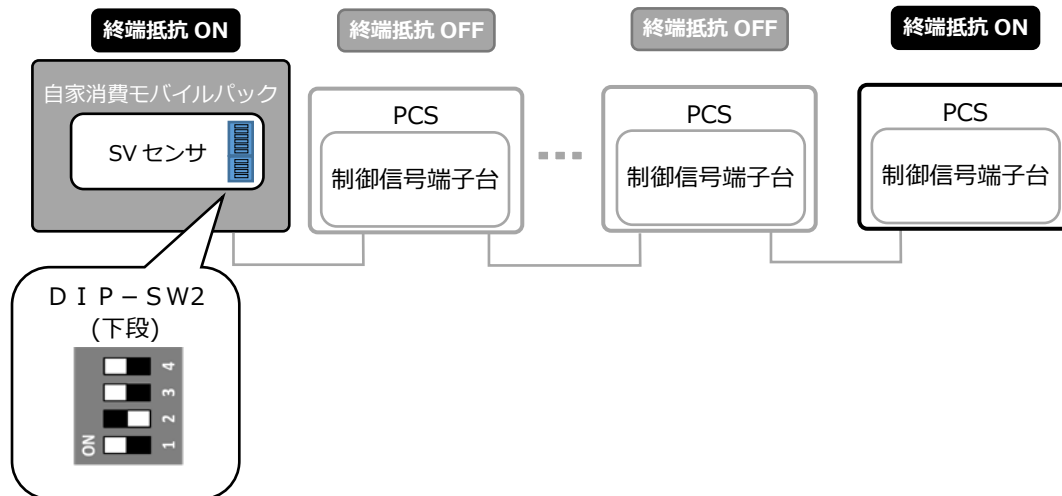 終端抵抗 ON
終端抵抗 OFF
終端抵抗 OFF
終端抵抗 ON
自家消費モバイルパック
SV センサ
PCS
制御信号端子台
PCS
制御信号端子台
PCS
制御信号端子台
ＤＩＰ－ＳＷ2
(下段)
4
3
2
ON 1